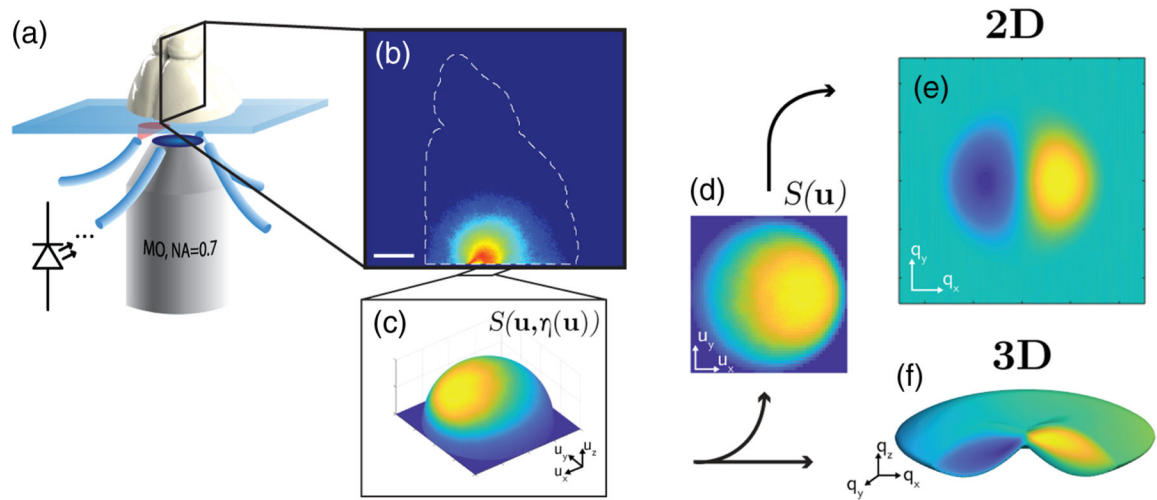 (a)
...
MO, NA=0.7
(b)
(c)
S(u,η(u))
u_y
u_z
u_x
(d)
S(u)
u_y
u_x
2D
(e)
q_y
q_x
3D
(f)
q_z
q_y
q_x